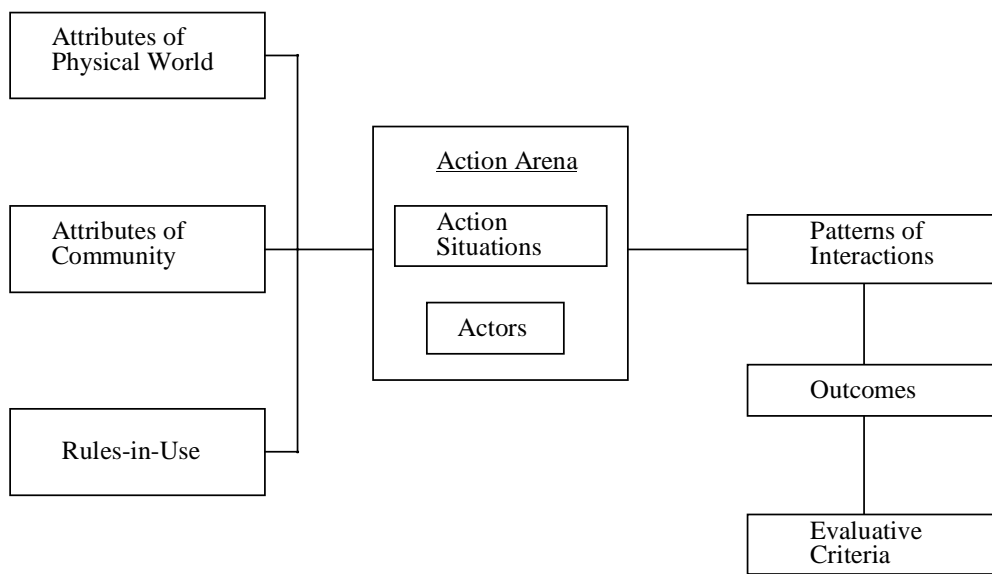 Attributes of
Physical World
Attributes of
Community
Rules-in-Use
Action Arena
Action
Situations
Actors
Patterns of
Interactions
Outcomes
Evaluative
Criteria